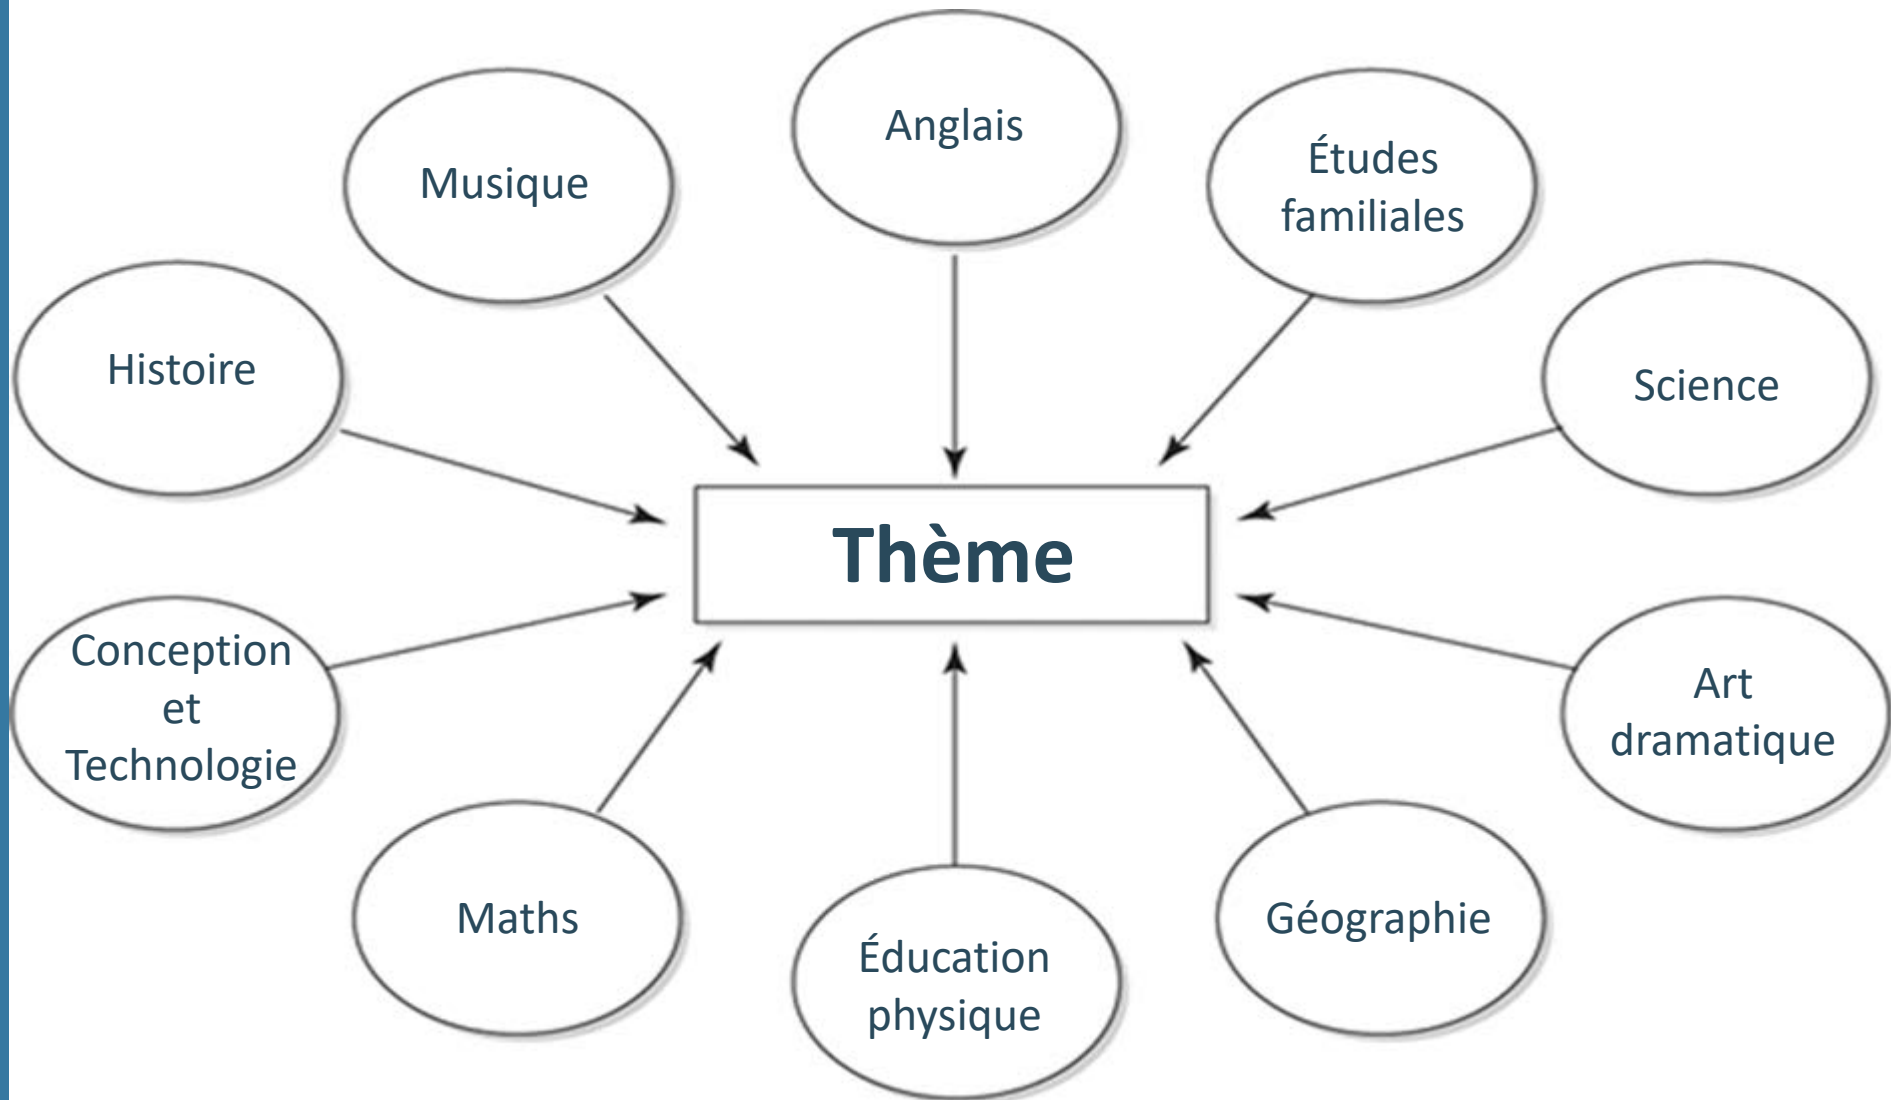 Anglais
Musique
Études
familiales
Histoire
Science
Thème
Conception
et
Technologie
Art
dramatique
Maths
Géographie
Éducation
physique